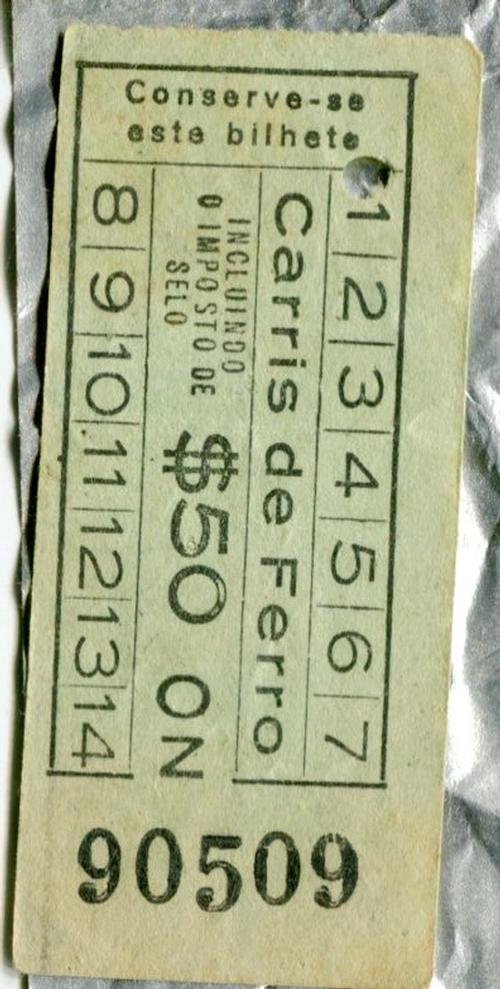 Conserve-se
este bilhete
1 2 3 4 5 6 7
Carris de Ferro
INCLUINDO
O IMPOSTO DE
SELO
$50 ON
8 9 10 11 12 13 14
90509